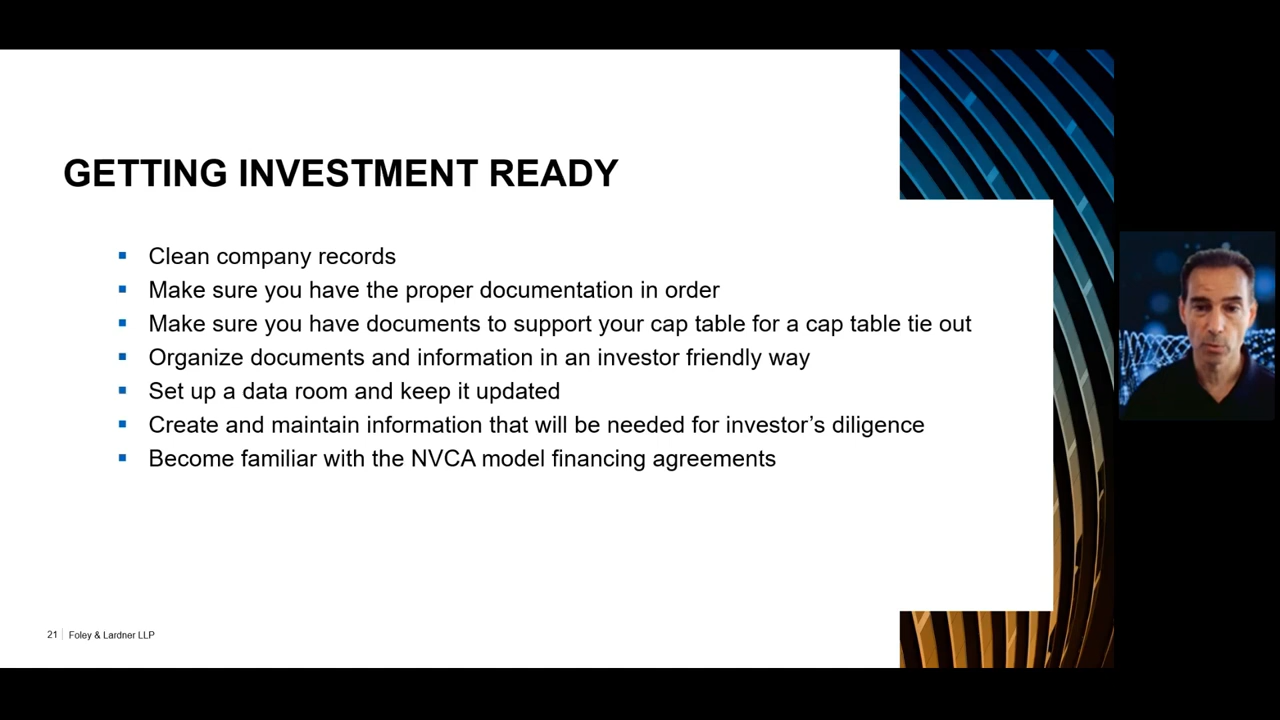 GETTING INVESTMENT READY
Clean company records
Make sure you have the proper documentation in order
Make sure you have documents to support your cap table for a cap table tie out
Organize documents and information in an investor friendly way
Set up a data room and keep it updated
Create and maintain information that will be needed for investor’s diligence
Become familiar with the NVCA model financing agreements
21 Foley & Lardner LLP